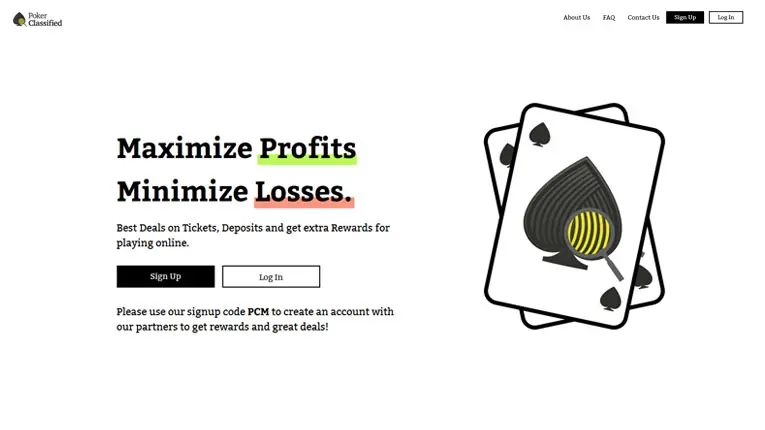 Poker
Classified
About Us
FAQ
Contact Us
Sign Up
Log In
Maximize Profits
Minimize Losses.
Best Deals on Tickets, Deposits and get extra Rewards for
playing online.
Sign Up
Log In
Please use our signup code PCM to create an account with
our partners to get rewards and great deals!